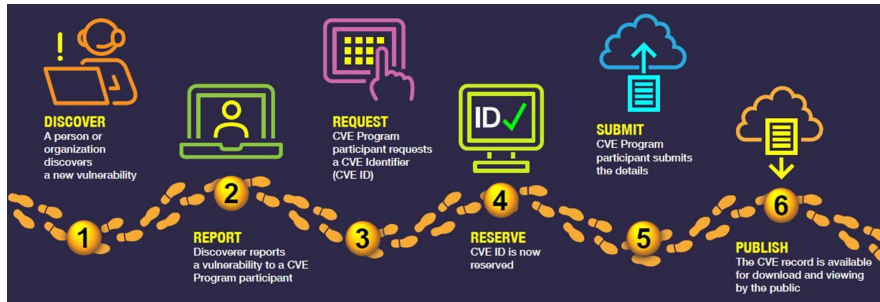 !
DISCOVER
A person or
organization
discovers
a new vulnerability
1
2
REPORT
Discoverer reports
a vulnerability to a CVE
Program participant
REQUEST
CVE Program
participant requests
a CVE Identifier
(CVE ID)
3
ID
4
RESERVE
CVE ID is now
reserved
SUBMIT
CVE Program
participant submits
the details
5
6
PUBLISH
The CVE record is available
for download and viewing
by the public